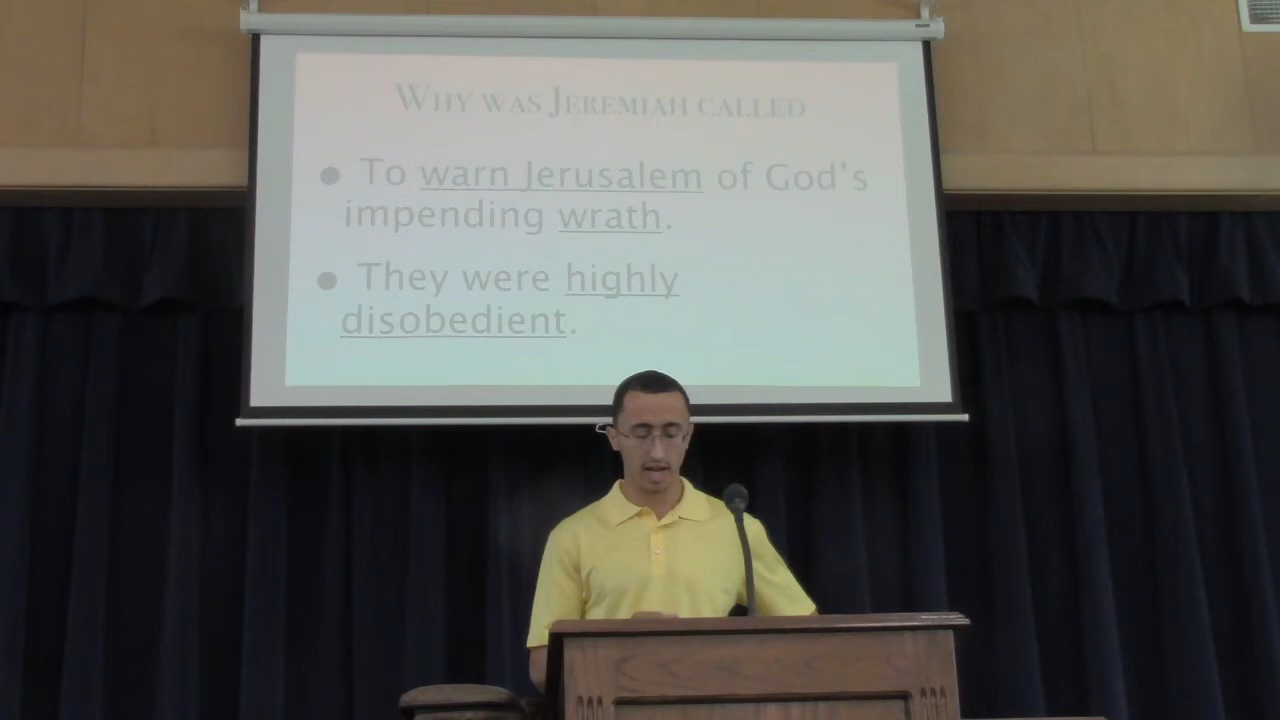 WHY WAS JEREMIAH CALLED
● To warn Jerusalem of God's
impending wrath.
● They were highly
disobedient.